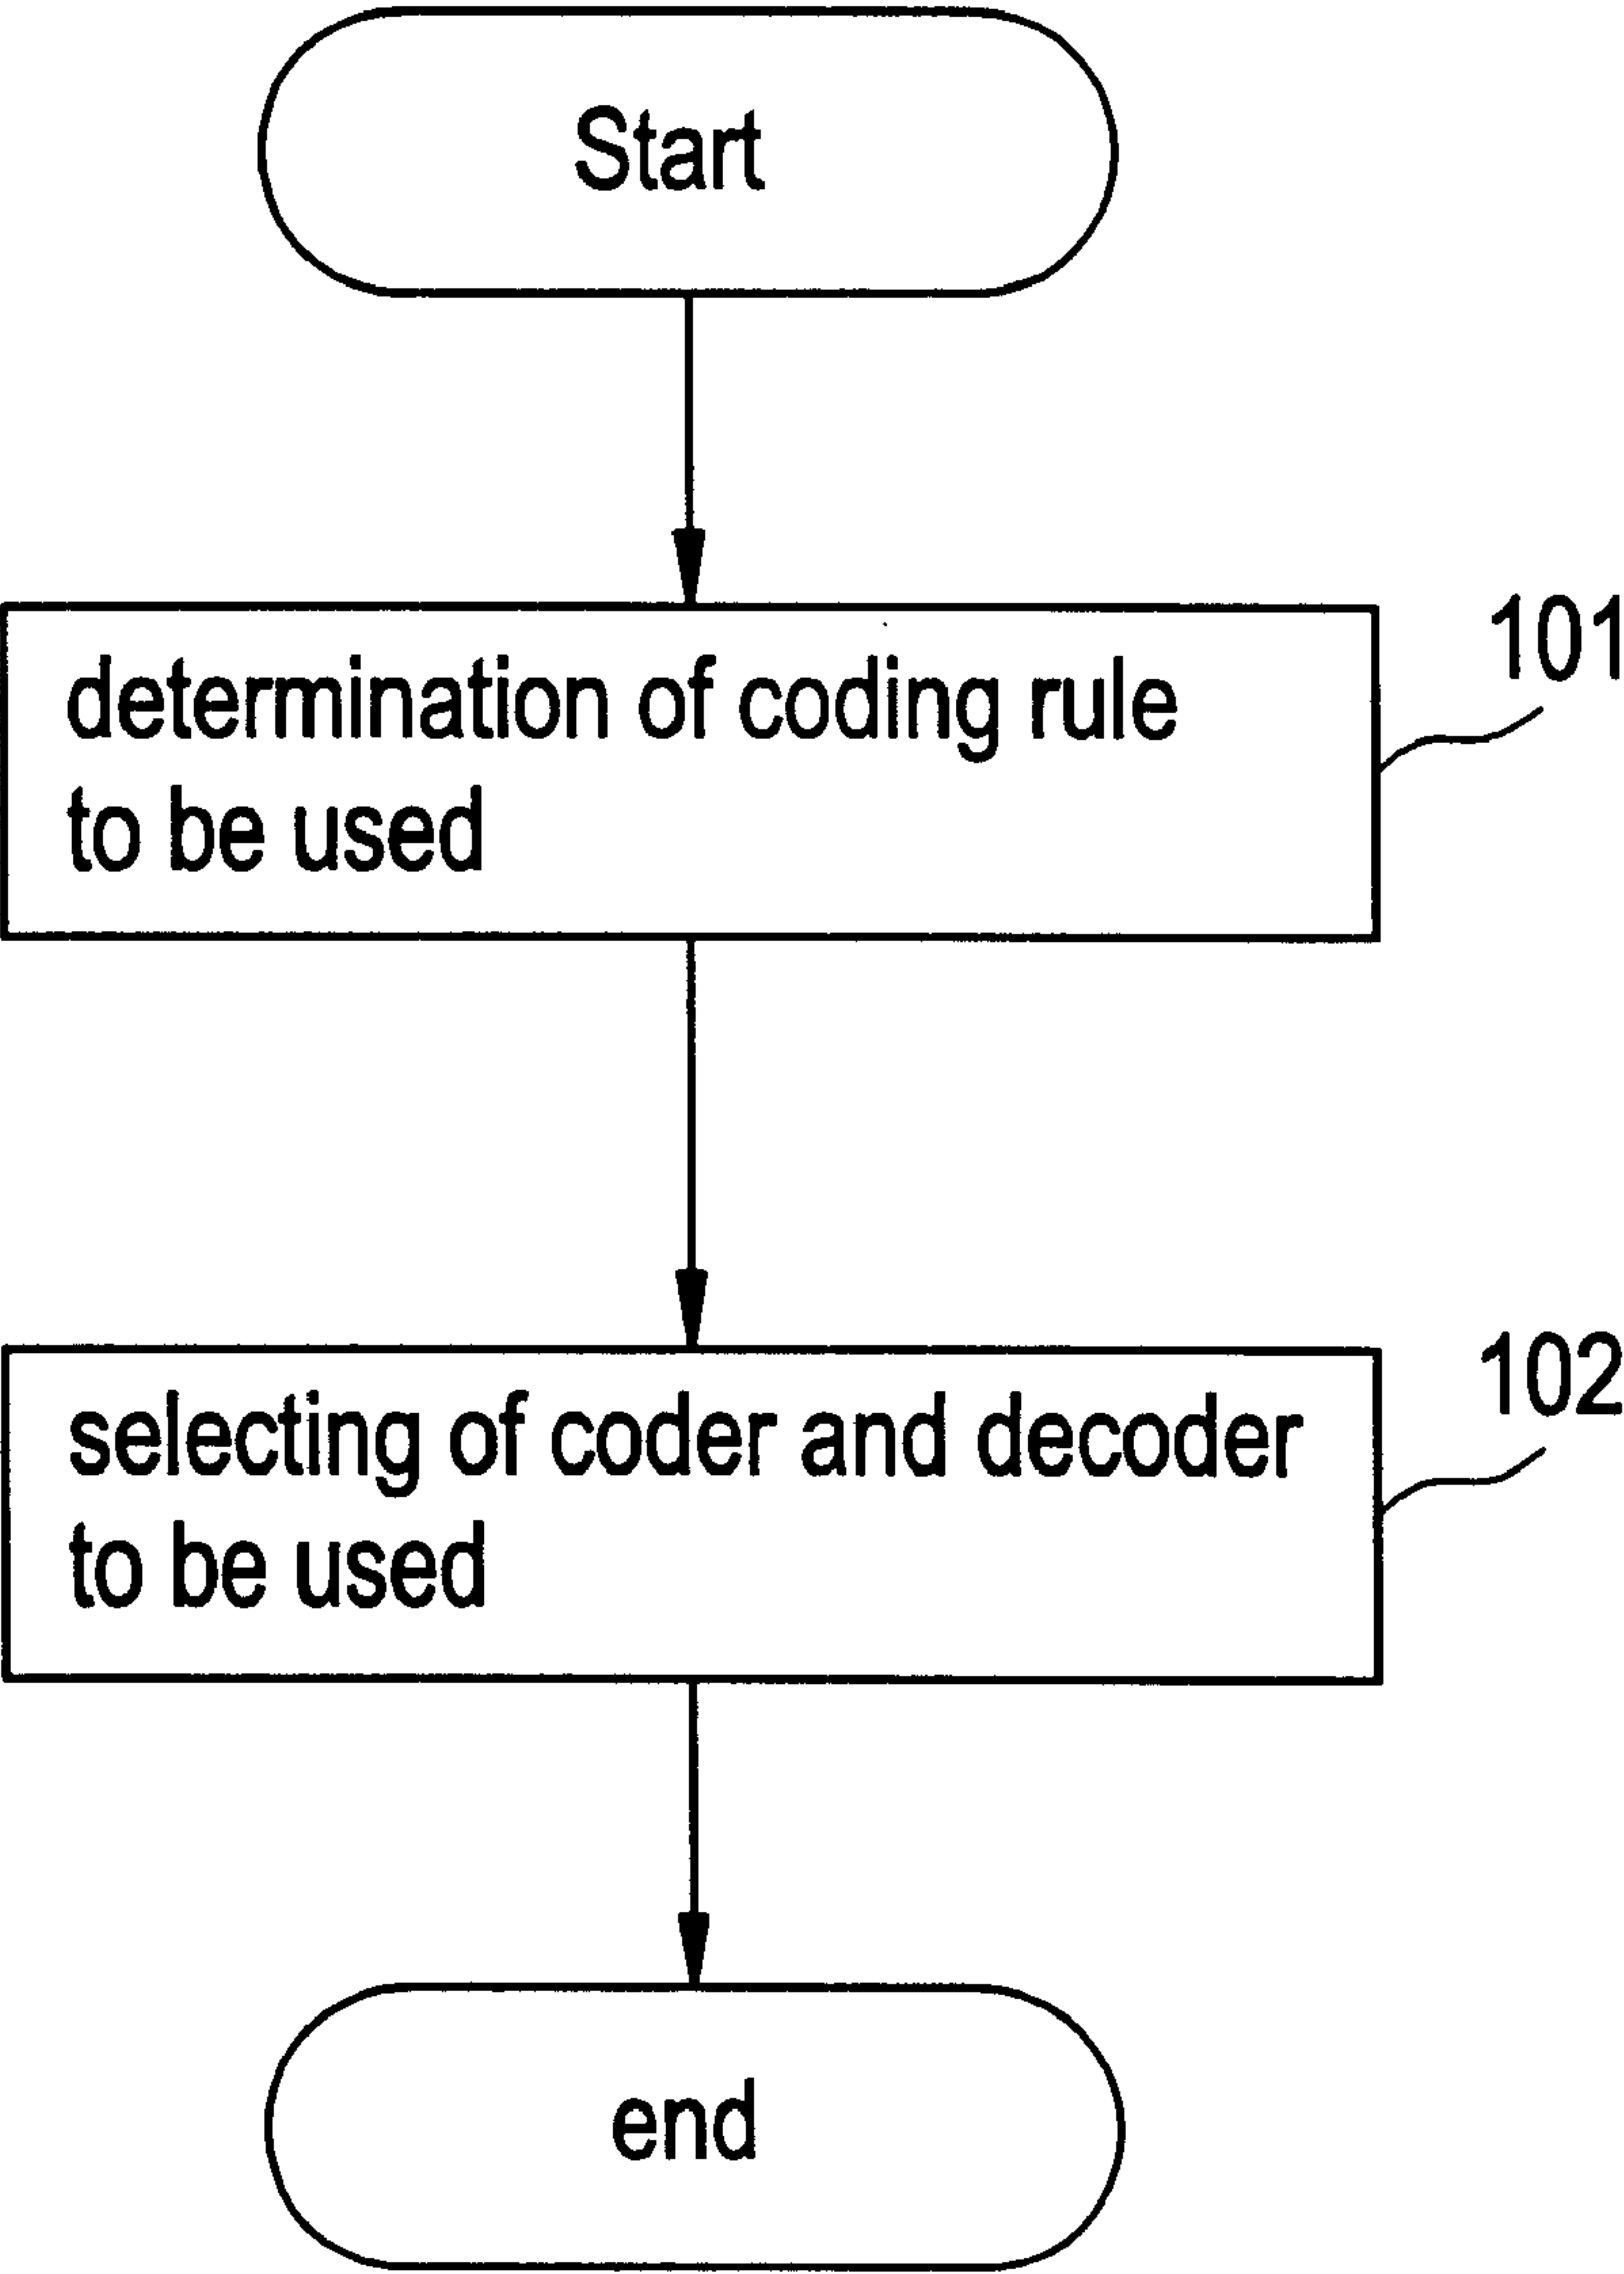 Start
101
determination of coding rule
to be used
102
selecting of coder and decoder
to be used
end